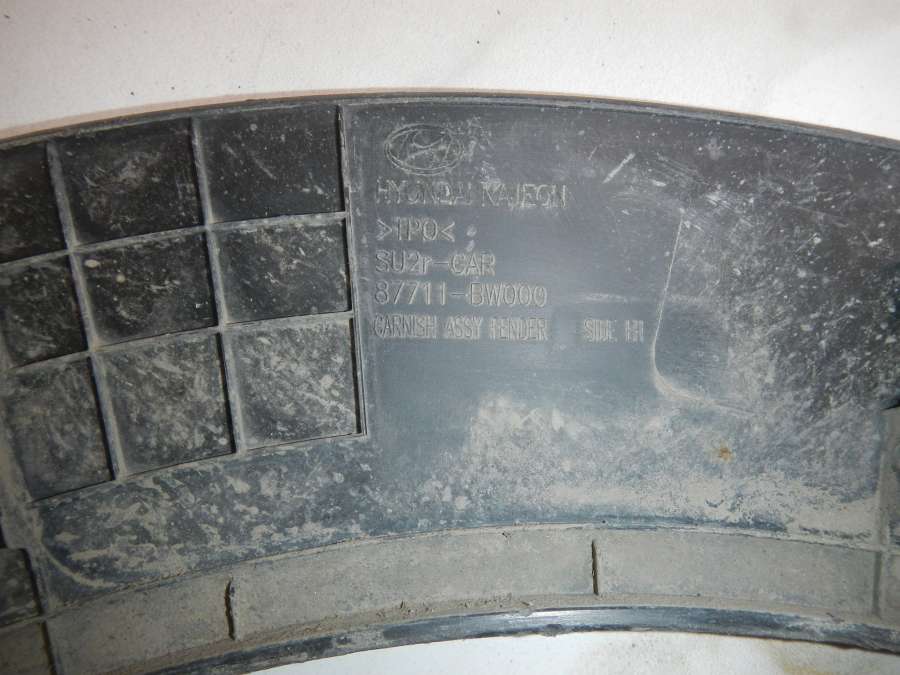 HYUNDAI KAJEON
>TPO<
SU2r-CAR
87711-BW000
GARNISH ASSY FENDER SIDE RH